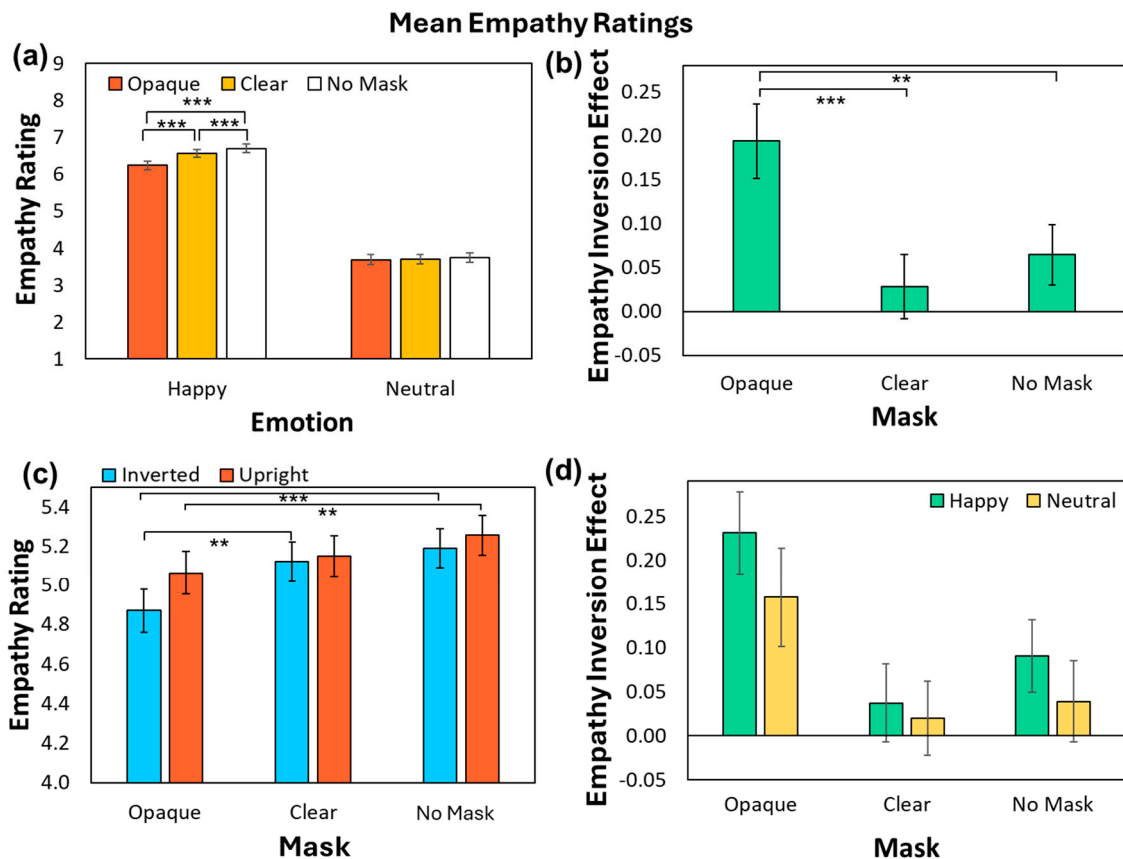 Mean Empathy Ratings
(a)
Opaque Clear No Mask
***
*** ***
9
8
7
6
5
4
3
2
1
Empathy Rating
Happy Neutral
Emotion
(b)
**
***
0.25
0.20
0.15
0.10
0.05
0.00
-0.05
Empathy Inversion Effect
Opaque Clear No Mask
Mask
(c)
Inverted Upright
***
**
**
5.4
5.2
5.0
4.8
4.6
4.4
4.2
4.0
Empathy Rating
Opaque Clear No Mask
Mask
(d)
Happy Neutral
0.25
0.20
0.15
0.10
0.05
0.00
-0.05
Empathy Inversion Effect
Opaque Clear No Mask
Mask